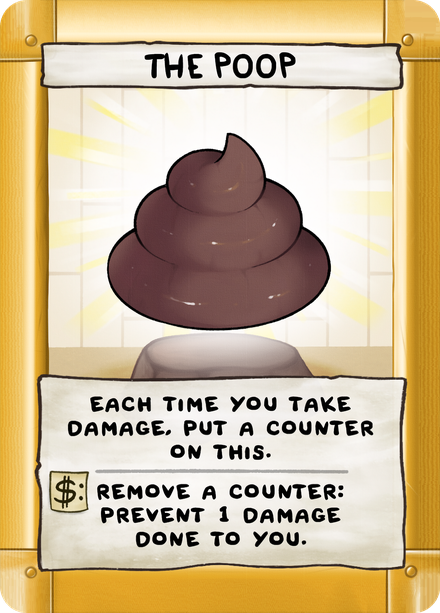 THE POOP
EACH TIME YOU TAKE
DAMAGE, PUT A COUNTER
ON THIS.
$: REMOVE A COUNTER:
PREVENT 1 DAMAGE
DONE TO YOU.